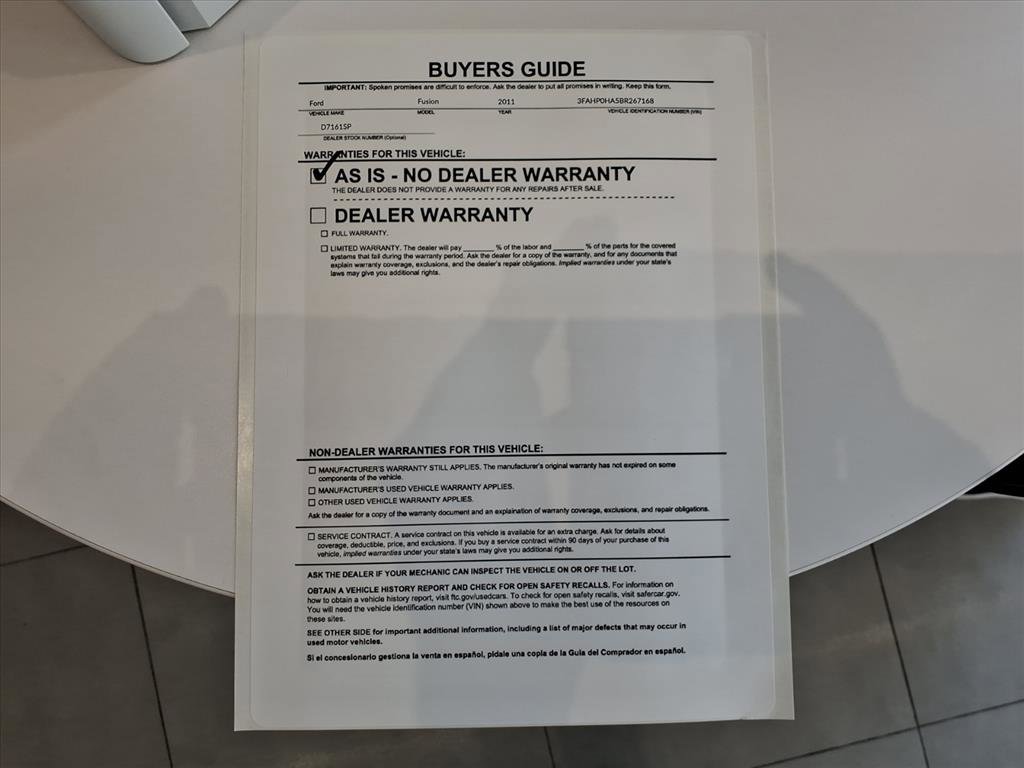 BUYERS GUIDE
IMPORTANT: Spoken promises are difficult to enforce. Ask the dealer to put all promises in writing. Keep this form.
Ford Fusion 2011 3FAHP0HA5BR267168
VEHICLE MAKE MODEL YEAR VEHICLE IDENTIFICATION NUMBER (VIN)
D7161SP
DEALER STOCK NUMBER (Optional)
WARRANTIES FOR THIS VEHICLE:
AS IS - NO DEALER WARRANTY
THE DEALER DOES NOT PROVIDE A WARRANTY FOR ANY REPAIRS AFTER SALE.
DEALER WARRANTY
FULL WARRANTY.
LIMITED WARRANTY. The dealer will pay ______ % of the labor and ______ % of the parts for the covered
systems that fail during the warranty period. Ask the dealer for a copy of the warranty, and for any documents that
explain warranty coverage, exclusions, and the dealer's repair obligations. Implied warranties under your state's
laws may give you additional rights.
NON-DEALER WARRANTIES FOR THIS VEHICLE:
MANUFACTURER'S WARRANTY STILL APPLIES. The manufacturer's original warranty has not expired on some
components of the vehicle.
MANUFACTURER'S USED VEHICLE WARRANTY APPLIES.
OTHER USED VEHICLE WARRANTY APPLIES.
Ask the dealer for a copy of the warranty document and an explaination of warranty coverage, exclusions, and repair obligations.
SERVICE CONTRACT. A service contract on this vehicle is available for an extra charge. Ask for details about
coverage, deductible, price, and exclusions. If you buy a service contract within 90 days of your purchase of this
vehicle, implied warranties under your state's laws may give you additional rights.
ASK THE DEALER IF YOUR MECHANIC CAN INSPECT THE VEHICLE ON OR OFF THE LOT.
OBTAIN A VEHICLE HISTORY REPORT AND CHECK FOR OPEN SAFETY RECALLS. For information on
how to obtain a vehicle history report, visit ftc.gov/usedcars. To check for open safety recalls, visit safercar.gov.
You will need the vehicle identification number (VIN) shown above to make the best use of the resources on
these sites.
SEE OTHER SIDE for important additional information, including a list of major defects that may occur in
used motor vehicles.
Si el concesionario gestiona la venta en español, pidale una copia de la Guia del Comprador en español.